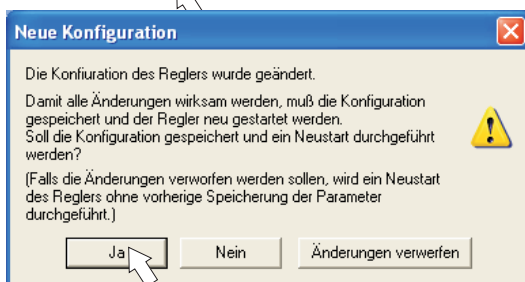 Neue Konfiguration
Die Konfiuration des Reglers wurde geändert.
Damit alle Änderungen wirksam werden, muß die Konfiguration
gespeichert und der Regler neu gestartet werden.
Soll die Konfiguration gespeichert und ein Neustart durchgeführt
werden?
(Falls die Änderungen verworfen werden sollen, wird ein Neustart
des Reglers ohne vorherige Speicherung der Parameter
durchgeführt.)
Ja Nein Änderungen verwerfen